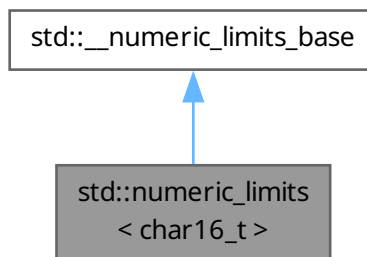 std::__numeric_limits_base
std::numeric_limits
< char16_t >